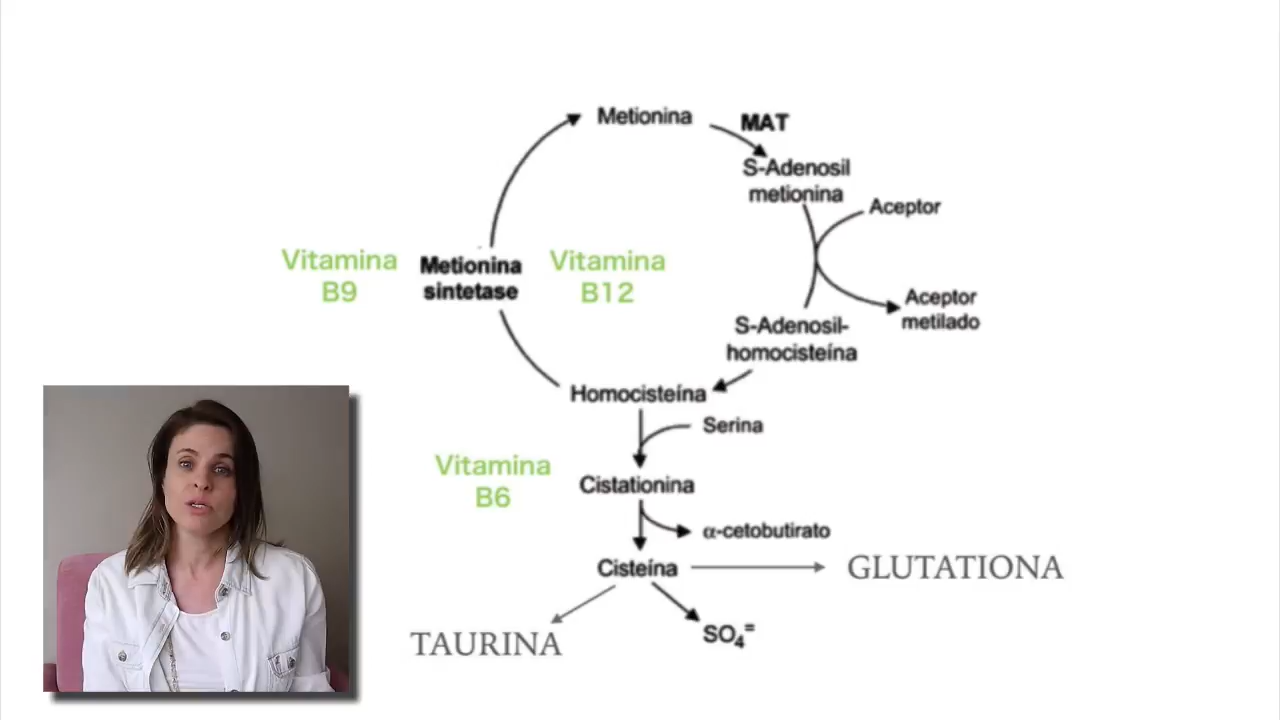 Metionina
MAT
S-Adenosil
metionina
Aceptor
Vitamina
B9
Metionina
sintetase
Vitamina
B12
Aceptor
metilado
S-Adenosil-
homocisteína
Homocisteína
Serina
Vitamina
B6
Cistationina
α-cetobutirato
Cisteína
GLUTATIONA
TAURINA
SO₄⁼